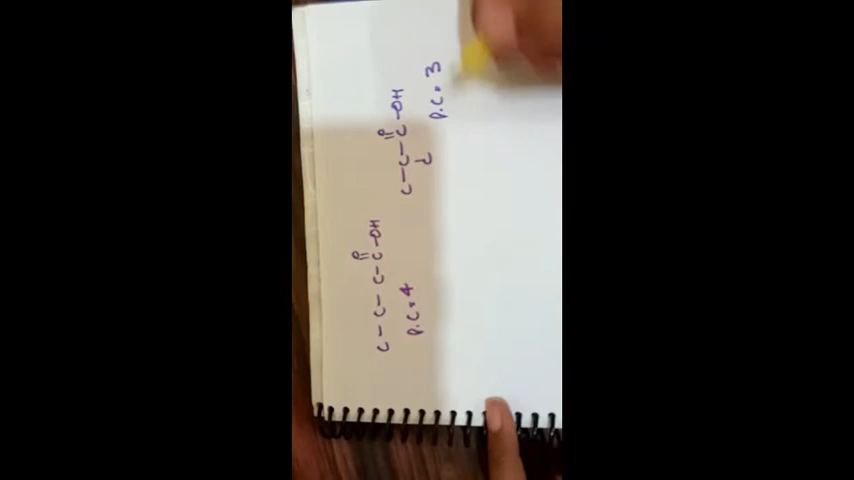 O
||
C - C - C - C - OH
P.C = 4
O
||
C - C - C - OH
|
C
P.C = 3